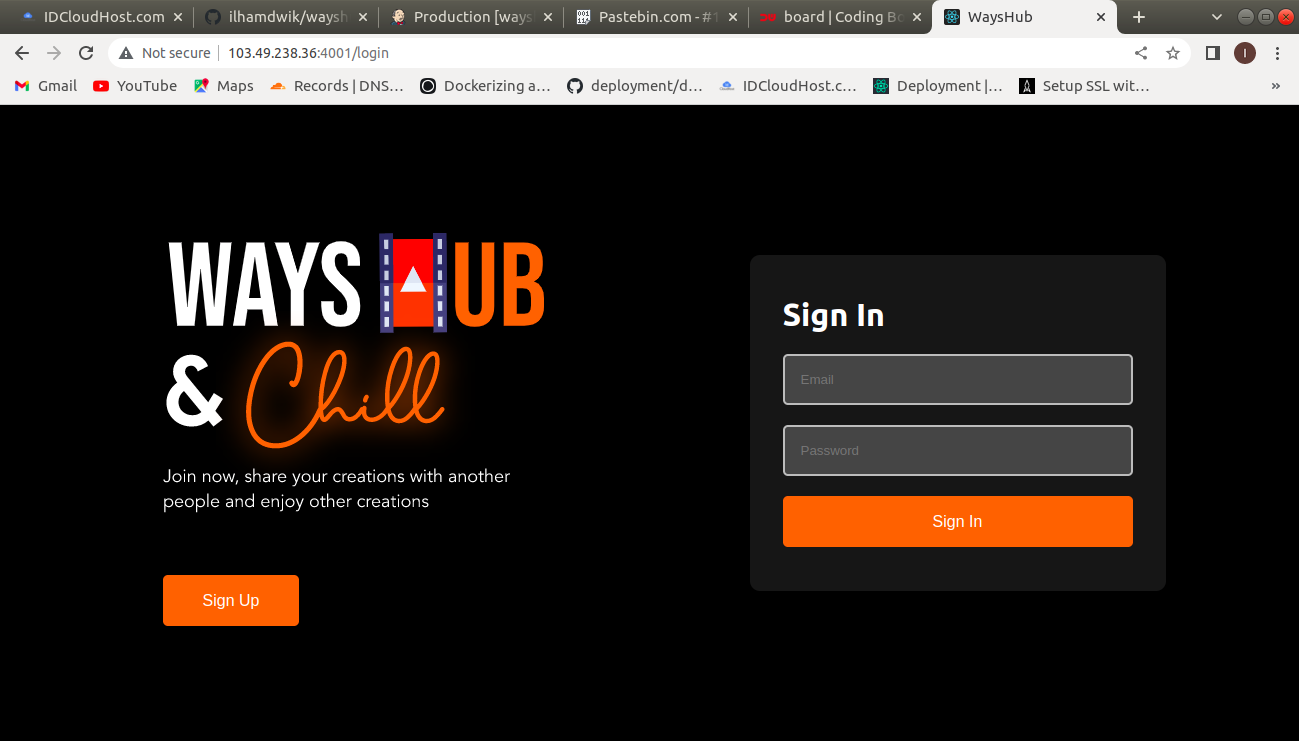 IDCloudHost.com
ilhamdwik/waysh
Production [ways
Pastebin.com - #1
board | Coding Bo
WaysHub
Not secure
103.49.238.36:4001/login
I
Gmail
YouTube
Maps
Records | DNS…
Dockerizing a…
deployment/d…
IDCloudHost.c…
Deployment |…
Setup SSL wit…
»
WAYS HUB
& Chill
Join now, share your creations with another
people and enjoy other creations
Sign Up
Sign In
Email
Password
Sign In